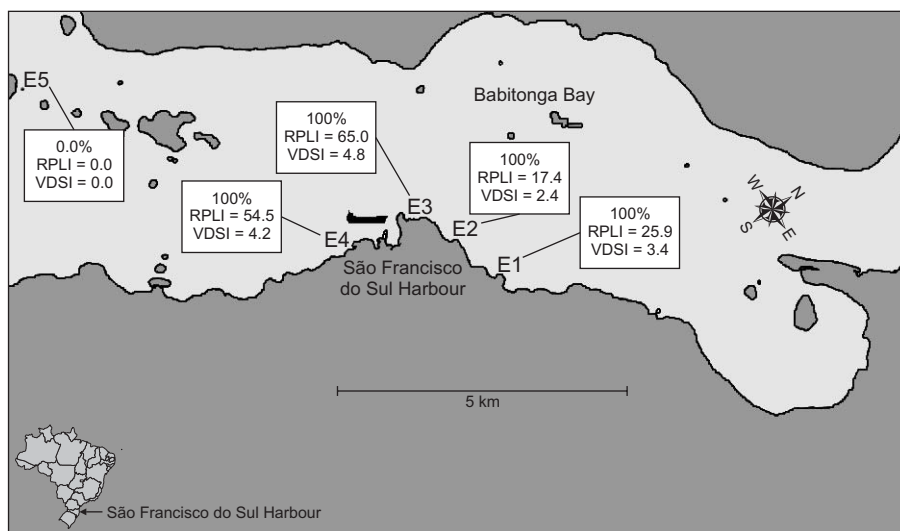 E5
0.0%
RPLI = 0.0
VDSI = 0.0
100%
RPLI = 65.0
VDSI = 4.8
Babitonga Bay
100%
RPLI = 17.4
VDSI = 2.4
100%
RPLI = 54.5
VDSI = 4.2
E3
E4
E2
100%
RPLI = 25.9
VDSI = 3.4
E1
W
N
S
E
São Francisco
do Sul Harbour
5 km
São Francisco do Sul Harbour